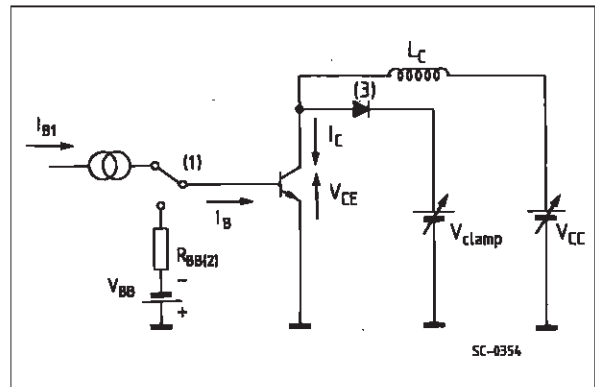 L_C
(3)
I_B1
(1)
I_C
V_CE
I_B
V_clamp
V_CC
R_BB(2)
V_BB
-
+
SC-0354